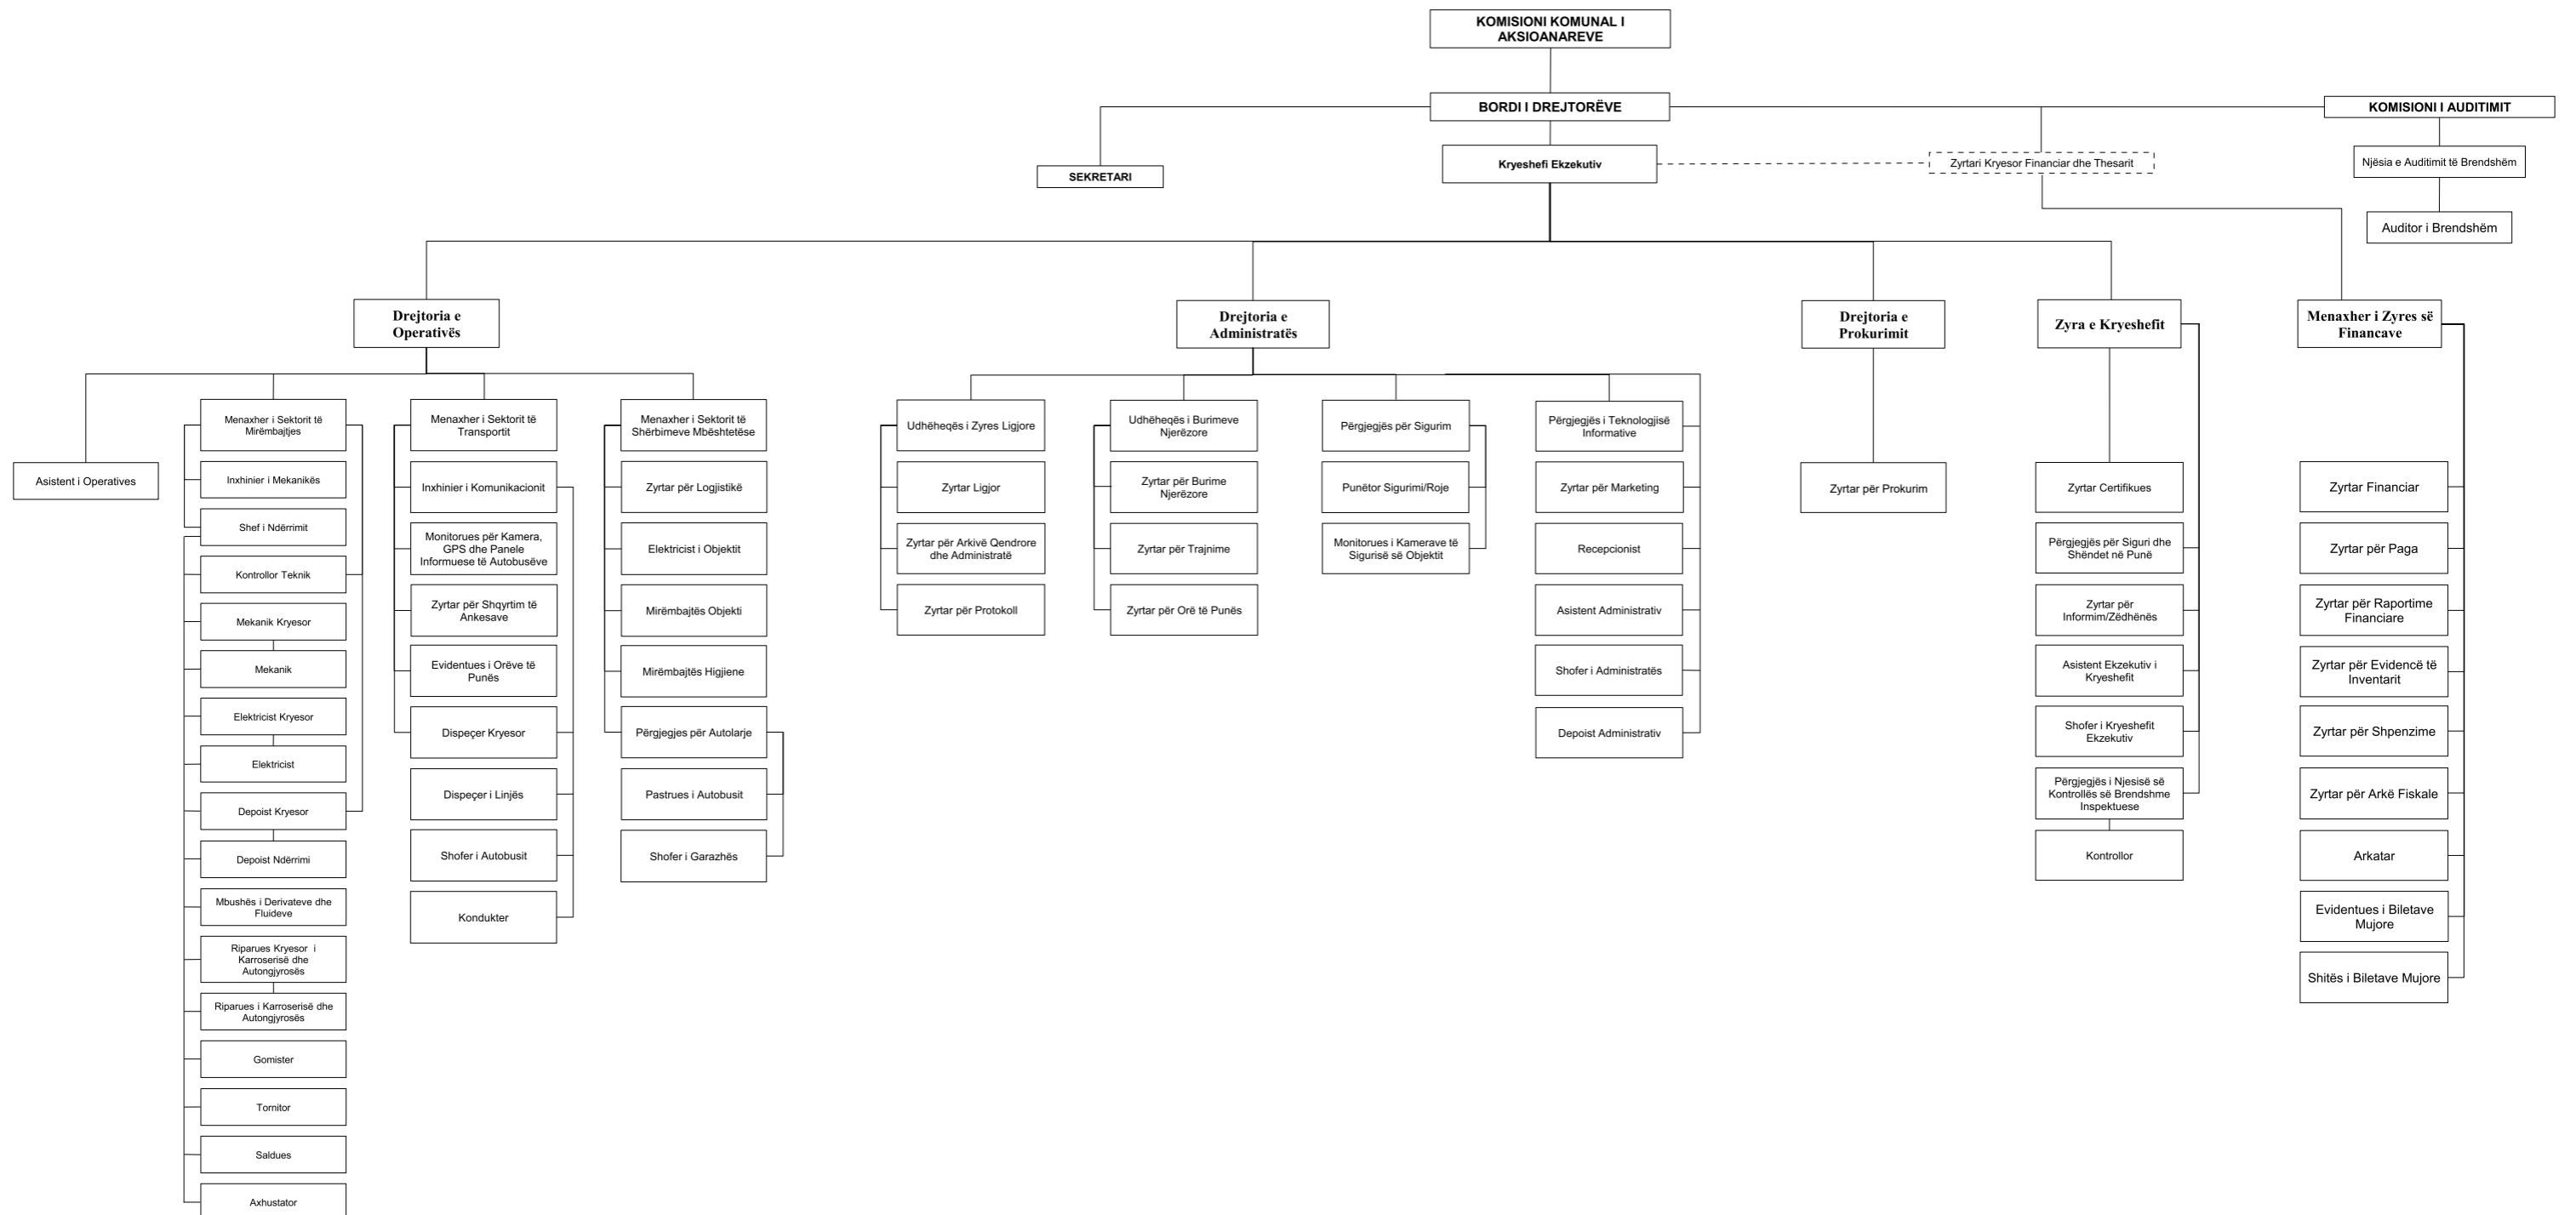 KOMISIONI KOMUNAL I
AKSIOANAREVE
BORDI I DREJTORËVE
KOMISIONI I AUDITIMIT
SEKRETARI
Kryeshefi Ekzekutiv
Zyrtari Kryesor Financiar dhe Thesarit
Njësia e Auditimit të Brendshëm
Auditor i Brendshëm
Drejtoria e
Operativës
Drejtoria e
Administratës
Drejtoria e
Prokurimit
Zyra e Kryeshefit
Menaxher i Zyres së
Financave
Asistent i Operatives
Menaxher i Sektorit të
Mirëmbajtjes
Inxhinier i Mekanikës
Shef i Ndërrimit
Kontrollor Teknik
Mekanik Kryesor
Mekanik
Elektricist Kryesor
Elektricist
Depoist Kryesor
Depoist Ndërrimi
Mbushës i Derivateve dhe
Fluideve
Riparues Kryesor i
Karroserisë dhe
Autongjyrosës
Riparues i Karroserisë dhe
Autongjyrosës
Gomister
Tornitor
Saldues
Axhustator
Menaxher i Sektorit të
Transportit
Inxhinier i Komunikacionit
Monitorues për Kamera,
GPS dhe Panele
Informuese të Autobusëve
Zyrtar për Shqyrtim të
Ankesave
Evidentues i Orëve të
Punës
Dispeçer Kryesor
Dispeçer i Linjës
Shofer i Autobusit
Kondukter
Menaxher i Sektorit të
Shërbimeve Mbështetëse
Zyrtar për Logjistikë
Elektricist i Objektit
Mirëmbajtës Objekti
Mirëmbajtës Higjiene
Përgjegjes për Autolarje
Pastrues i Autobusit
Shofer i Garazhës
Udhëheqës i Zyres Ligjore
Zyrtar Ligjor
Zyrtar për Arkivë Qendrore
dhe Administratë
Zyrtar për Protokoll
Udhëheqës i Burimeve
Njerëzore
Zyrtar për Burime
Njerëzore
Zyrtar për Trajnime
Zyrtar për Orë të Punës
Përgjegjës për Sigurim
Punëtor Sigurimi/Roje
Monitorues i Kamerave të
Sigurisë së Objektit
Përgjegjës i Teknologjisë
Informative
Zyrtar për Marketing
Recepcionist
Asistent Administrativ
Shofer i Administratës
Depoist Administrativ
Zyrtar për Prokurim
Zyrtar Certifikues
Përgjegjës për Siguri dhe
Shëndet në Punë
Zyrtar për
Informim/Zëdhënës
Asistent Ekzekutiv i
Kryeshefit
Shofer i Kryeshefit
Ekzekutiv
Përgjegjës i Njesisë së
Kontrollës së Brendshme
Inspektuese
Kontrollor
Zyrtar Financiar
Zyrtar për Paga
Zyrtar për Raportime
Financiare
Zyrtar për Evidencë të
Inventarit
Zyrtar për Shpenzime
Zyrtar për Arkë Fiskale
Arkatar
Evidentues i Biletave
Mujore
Shitës i Biletave Mujore